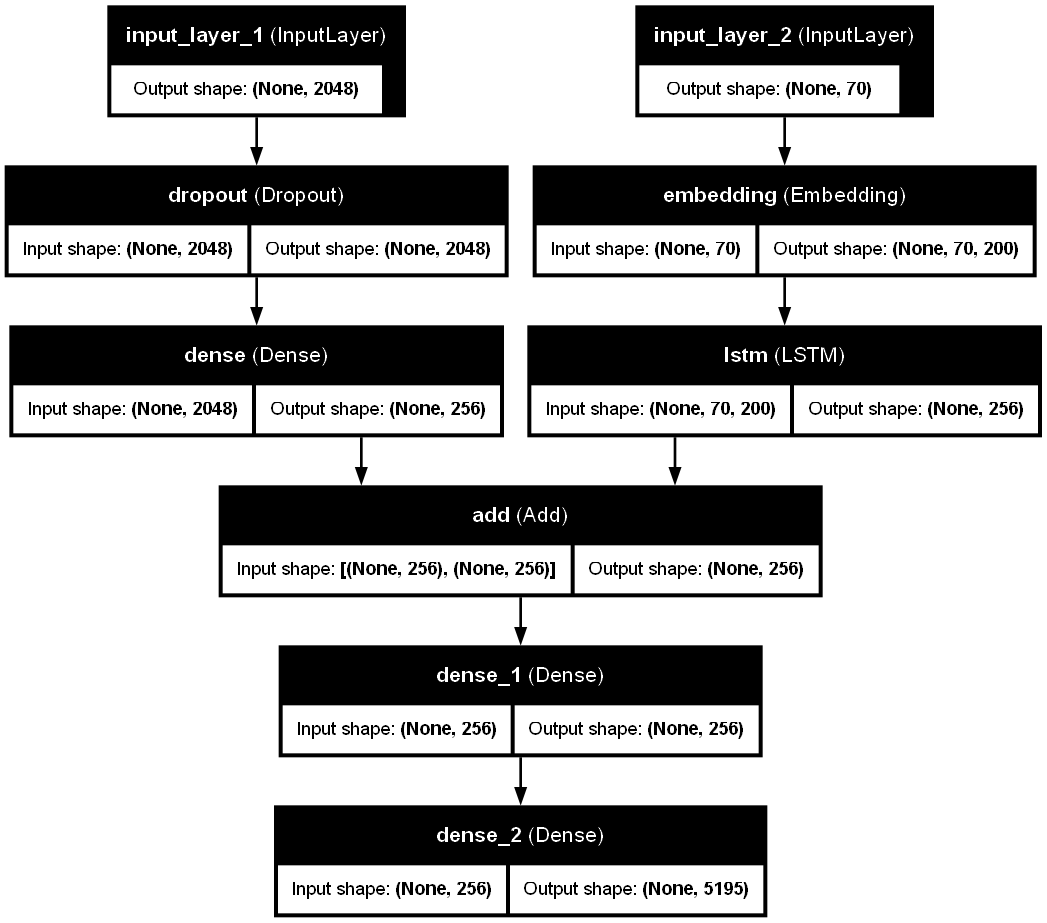 input_layer_1 (InputLayer)
Output shape: (None, 2048)
input_layer_2 (InputLayer)
Output shape: (None, 70)
dropout (Dropout)
Input shape: (None, 2048)
Output shape: (None, 2048)
embedding (Embedding)
Input shape: (None, 70)
Output shape: (None, 70, 200)
dense (Dense)
Input shape: (None, 2048)
Output shape: (None, 256)
lstm (LSTM)
Input shape: (None, 70, 200)
Output shape: (None, 256)
add (Add)
Input shape: [(None, 256), (None, 256)]
Output shape: (None, 256)
dense_1 (Dense)
Input shape: (None, 256)
Output shape: (None, 256)
dense_2 (Dense)
Input shape: (None, 256)
Output shape: (None, 5195)